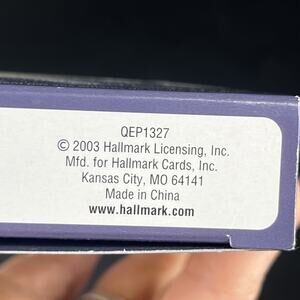 QEP1327
© 2003 Hallmark Licensing, Inc.
Mfd. for Hallmark Cards, Inc.
Kansas City, MO 64141
Made in China
www.hallmark.com